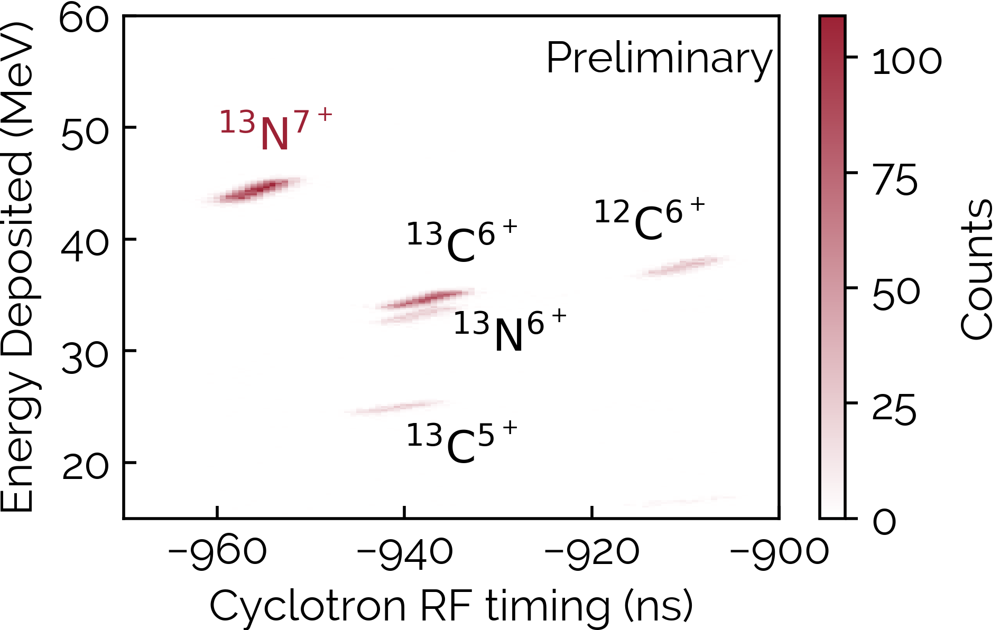 Preliminary
¹³N⁷⁺
¹²C⁶⁺
¹³C⁶⁺
¹³N⁶⁺
¹³C⁵⁺
Energy Deposited (MeV)
60
50
40
30
20
−960 −940 −920 −900
Cyclotron RF timing (ns)
100
75
50
25
0
Counts